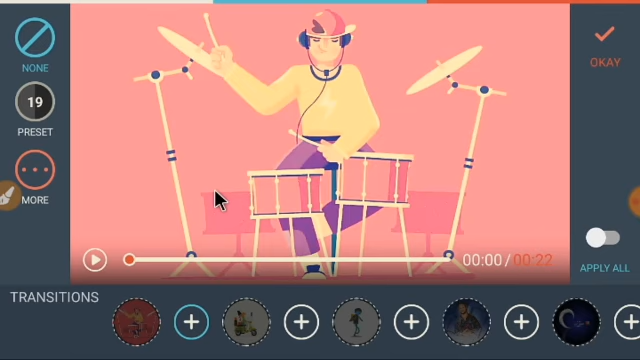 NONE
19
PRESET
MORE
OKAY
APPLY ALL
00:00 / 00:22
TRANSITIONS